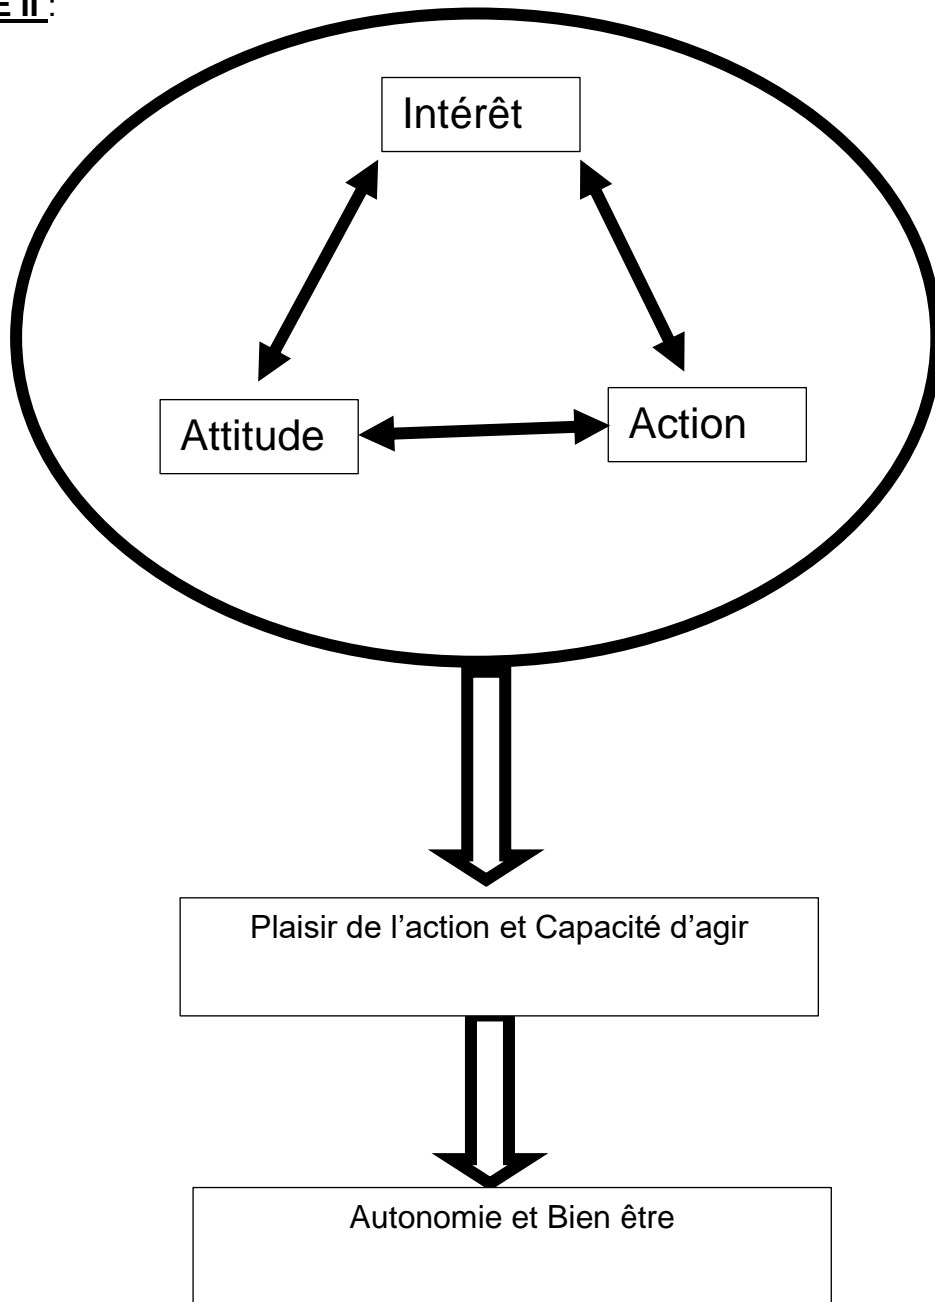 E II :
Intérêt
Attitude
Action
Plaisir de l’action et Capacité d’agir
Autonomie et Bien être